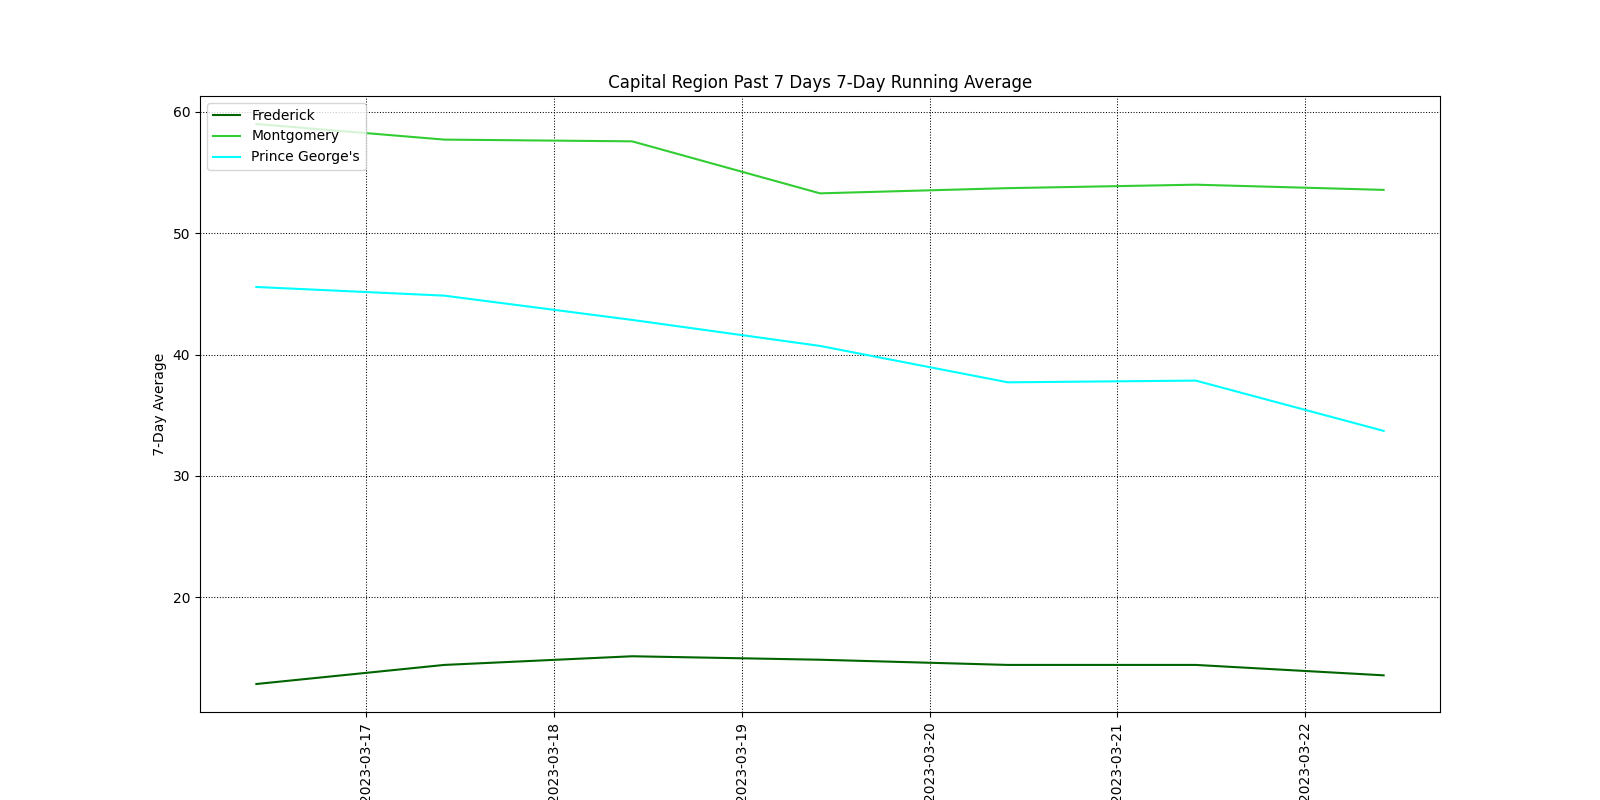 Capital Region Past 7 Days 7-Day Running Average
Frederick
Montgomery
Prince George's
7-Day Average
60
50
40
30
20
2023-03-17
2023-03-18
2023-03-19
2023-03-20
2023-03-21
2023-03-22